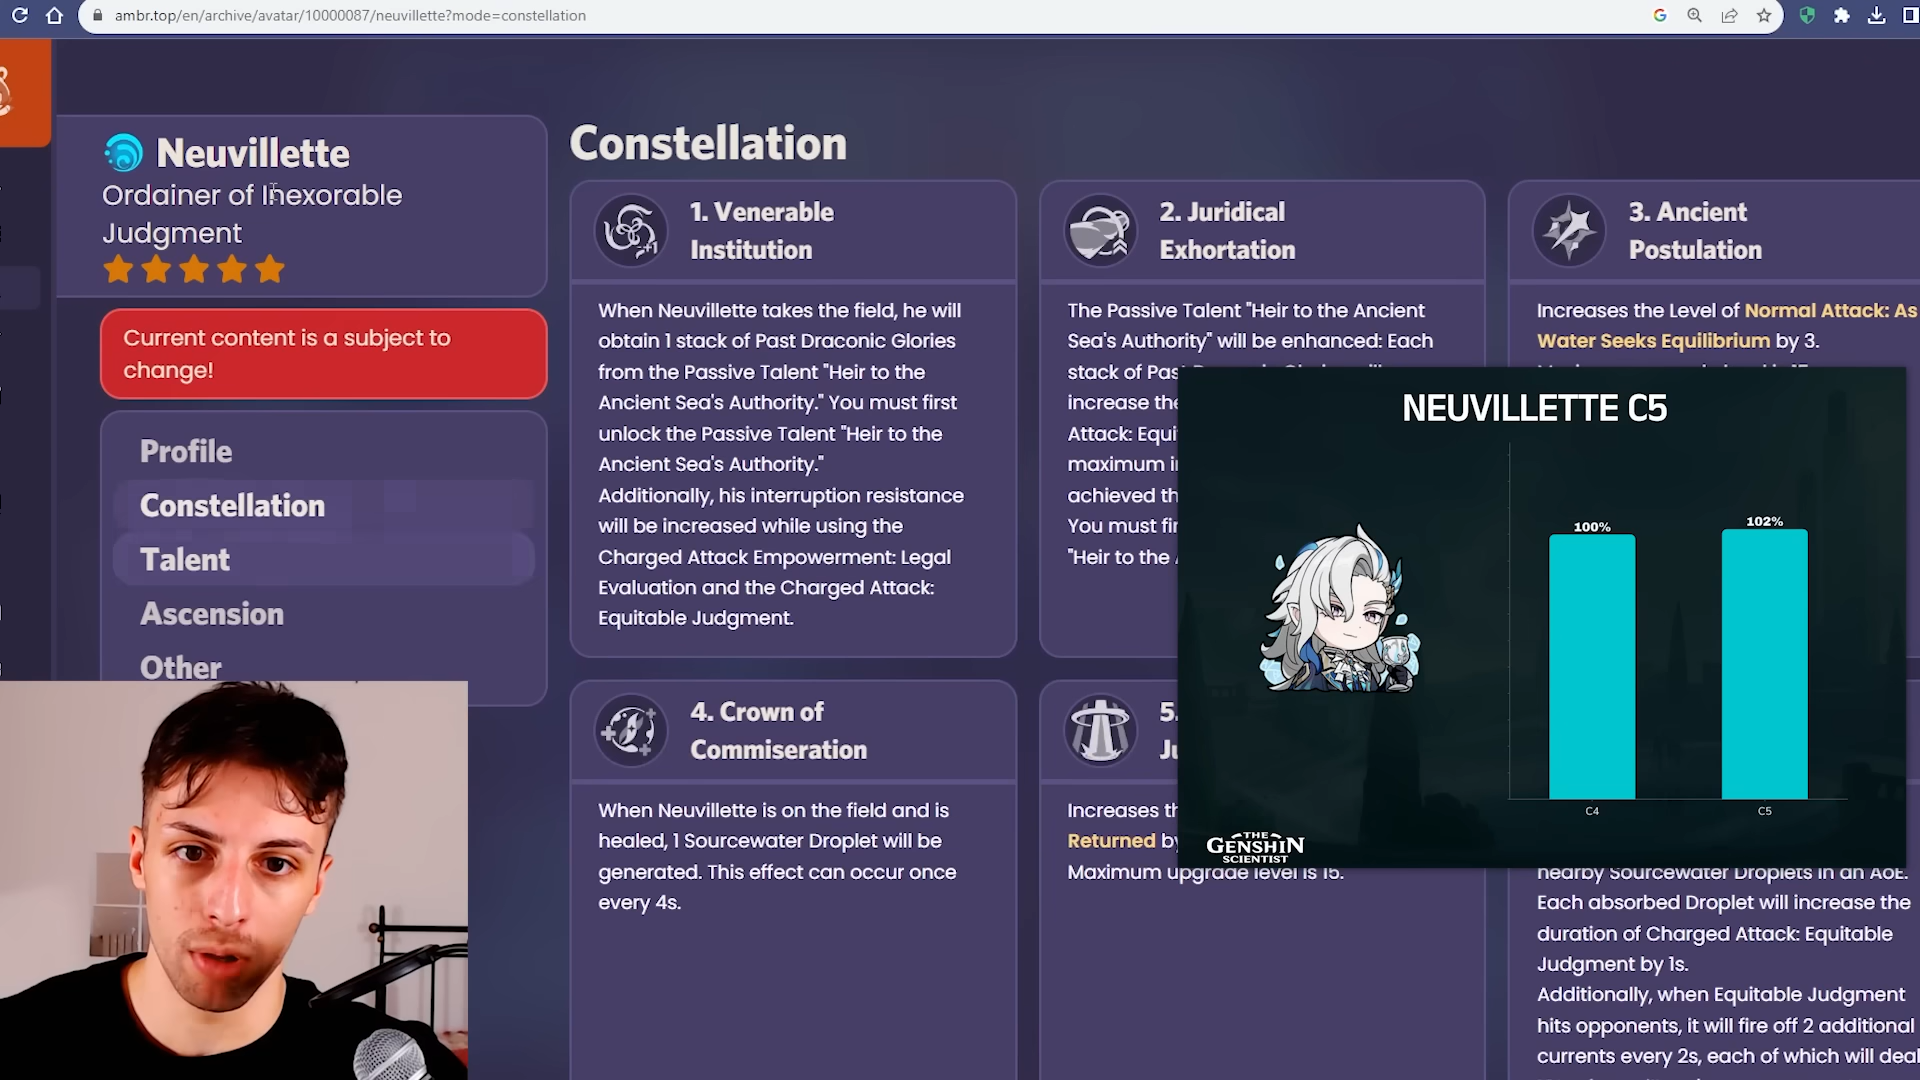 ambr.top/en/archive/avatar/10000087/neuvillette?mode=constellation
Neuvillette
Ordainer of Inexorable
Judgment
Current content is a subject to
change!
Profile
Constellation
Talent
Ascension
Other
Constellation
1. Venerable
Institution
When Neuvillette takes the field, he will
obtain 1 stack of Past Draconic Glories
from the Passive Talent "Heir to the
Ancient Sea's Authority." You must first
unlock the Passive Talent "Heir to the
Ancient Sea's Authority."
Additionally, his interruption resistance
will be increased while using the
Charged Attack Empowerment: Legal
Evaluation and the Charged Attack:
Equitable Judgment.
2. Juridical
Exhortation
The Passive Talent "Heir to the Ancient
Sea's Authority" will be enhanced: Each
stack of
increase the
Attack:
maximum
achieved
You must
"Heir to the
3. Ancient
Postulation
Increases the Level of Normal Attack: As
Water Seeks Equilibrium by 3.
4. Crown of
Commiseration
When Neuvillette is on the field and is
healed, 1 Sourcewater Droplet will be
generated. This effect can occur once
every 4s.
5.
Increases
Returned
Maximum upgrade level is 15.
NEUVILLETTE C5
100%
102%
C4
C5
THE
GENSHIN
SCIENTIST
nearby Sourcewater Droplets in an AoE.
Each absorbed Droplet will increase the
duration of Charged Attack: Equitable
Judgment by 1s.
Additionally, when Equitable Judgment
hits opponents, it will fire off 2 additional
currents every 2s, each of which will deal